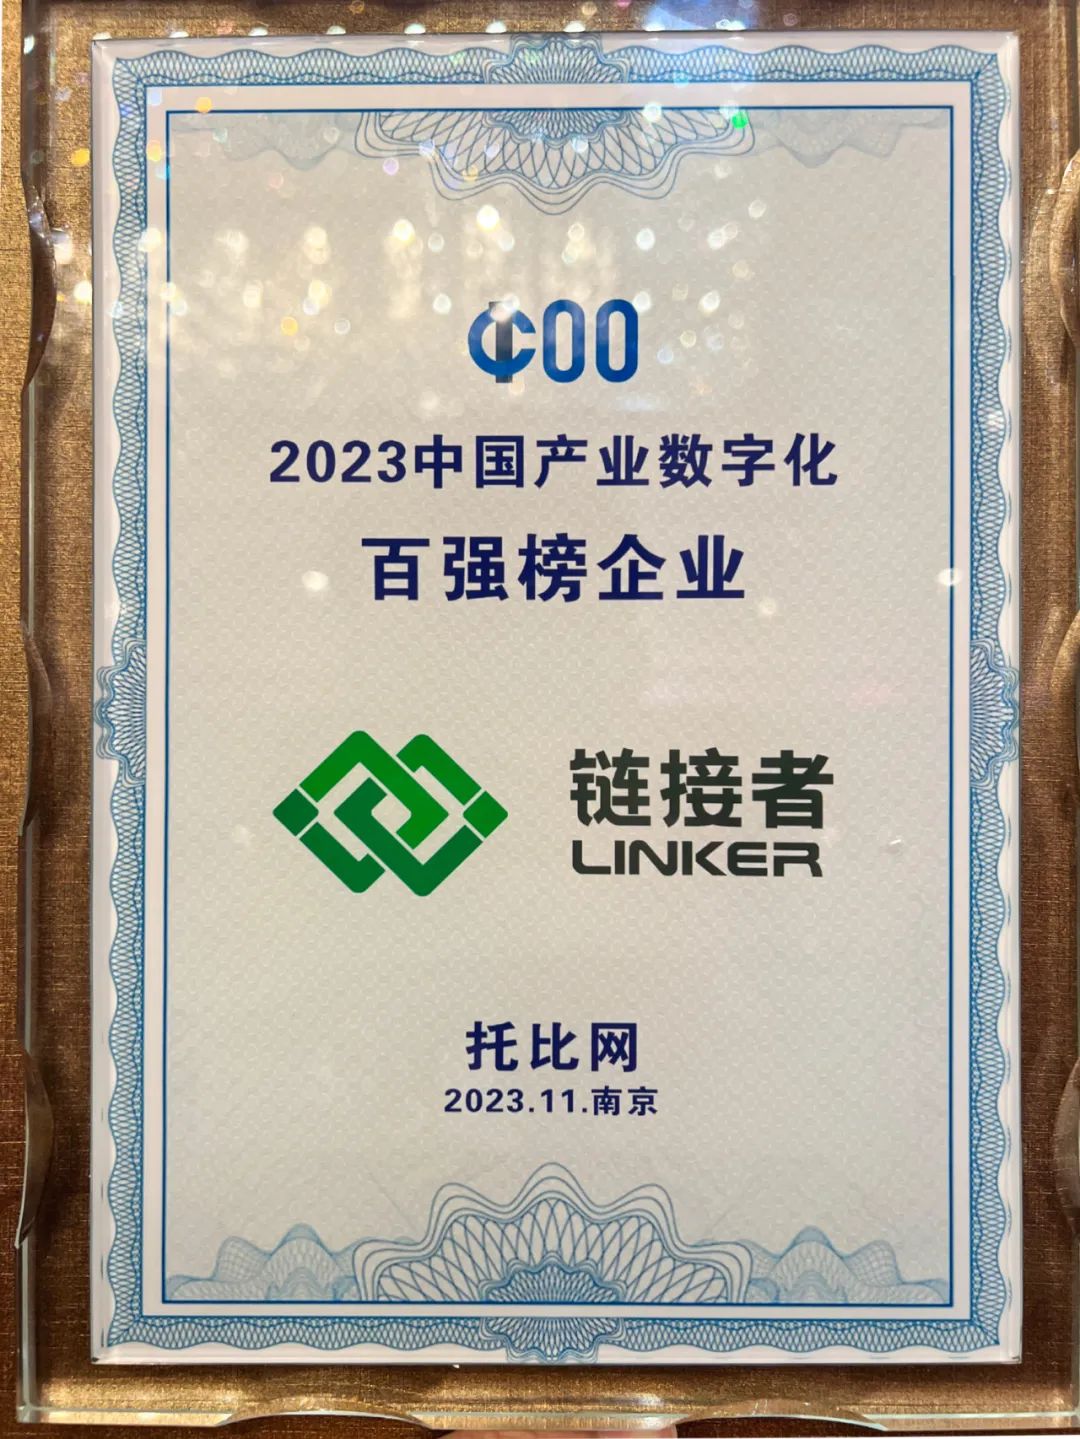 C100
2023中国产业数字化
百强榜企业
链接者
LINKER
托比网
2023.11.南京